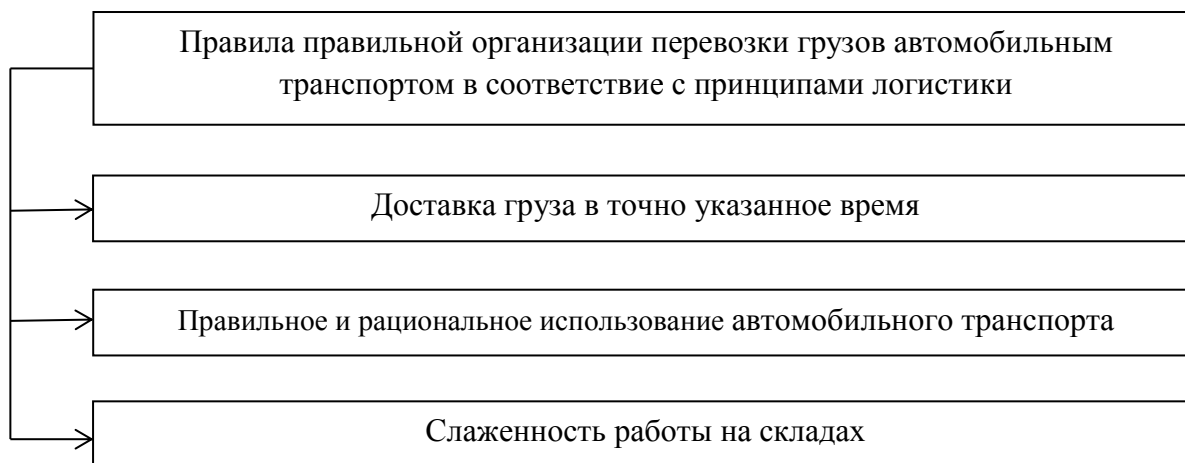 Правила правильной организации перевозки грузов автомобильным
транспортом в соответствие с принципами логистики
Доставка груза в точно указанное время
Правильное и рациональное использование автомобильного транспорта
Слаженность работы на складах